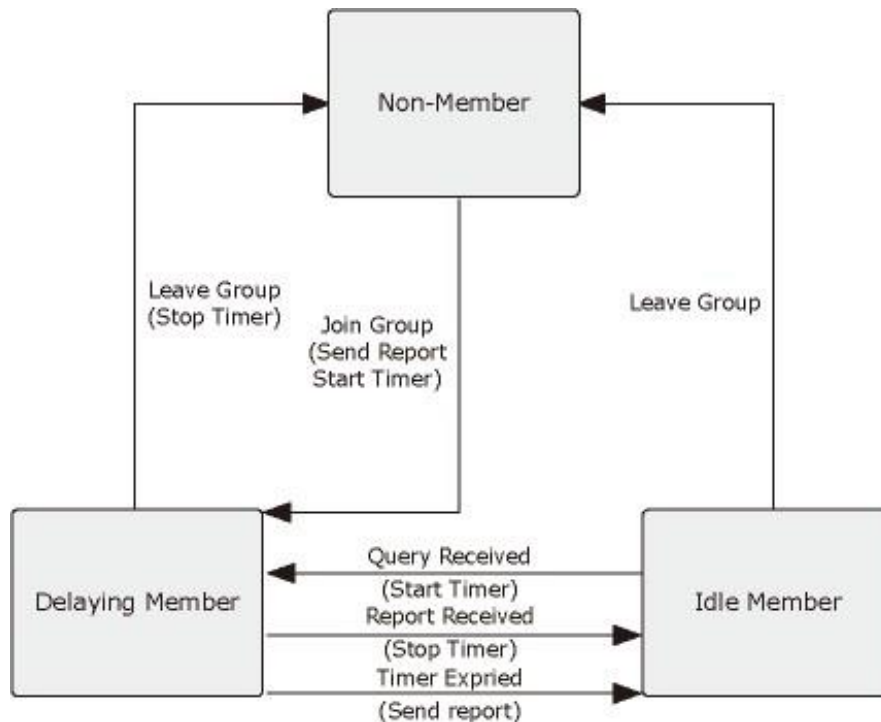 Non-Member
Leave Group
(Stop Timer)
Join Group
(Send Report
Start Timer)
Leave Group
Delaying Member
Query Received
(Start Timer)
Report Received
(Stop Timer)
Timer Expried
(Send report)
Idle Member